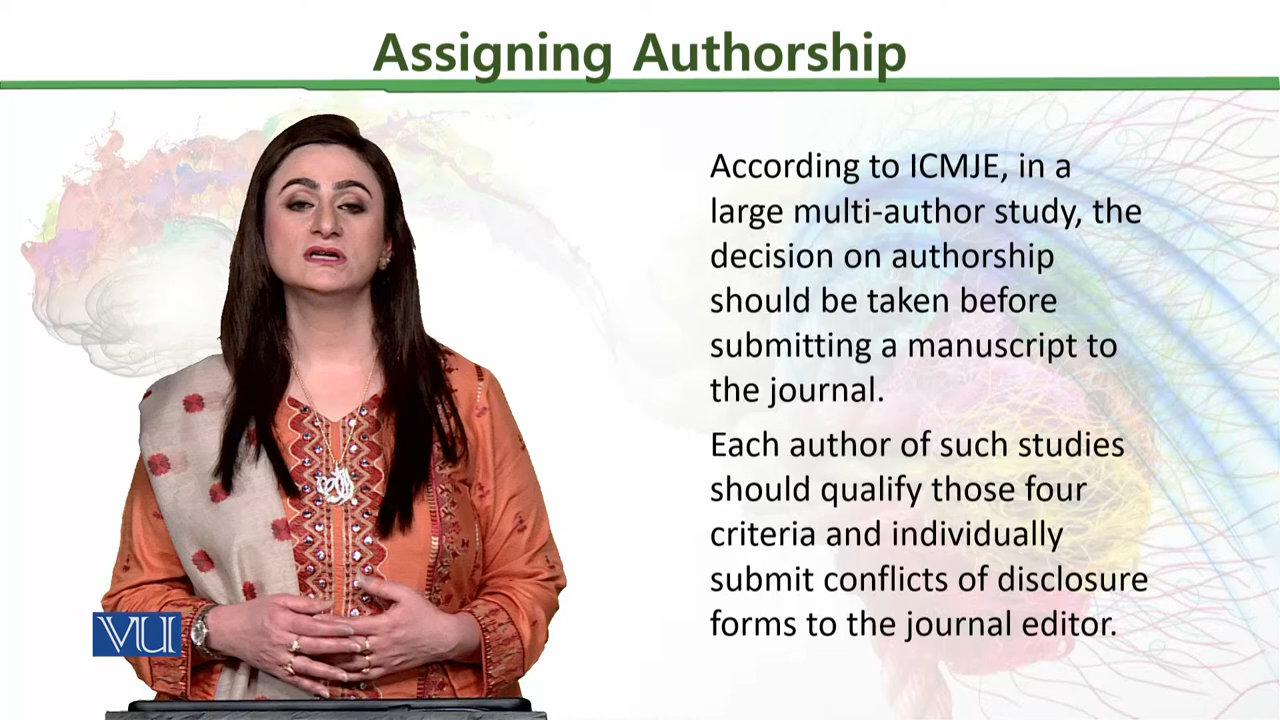 Assigning Authorship
According to ICMJE, in a
large multi-author study, the
decision on authorship
should be taken before
submitting a manuscript to
the journal.
Each author of such studies
should qualify those four
criteria and individually
submit conflicts of disclosure
forms to the journal editor.
VU